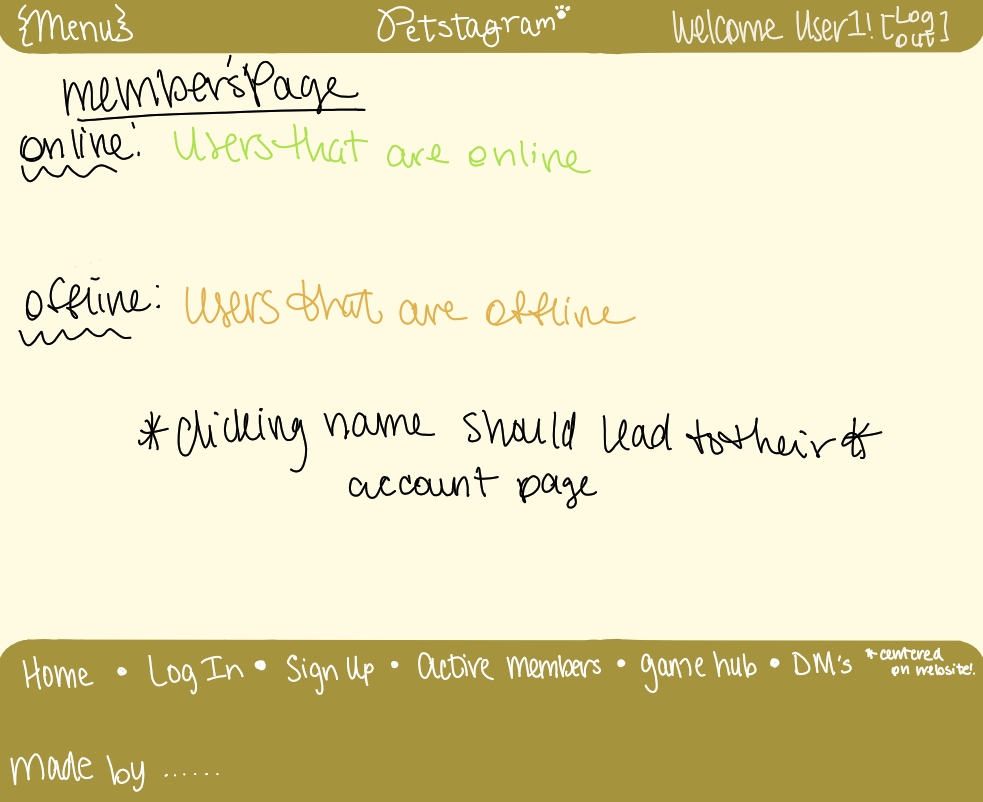 {Menu} Petstagram Welcome User1! [Log out]
member's Page
online: Users that are online
offline: Users that are offline
*clicking name should lead to their*
account page
Home • Log In • Sign Up • Active members • game hub • DM's *centered on website!
Made by ......